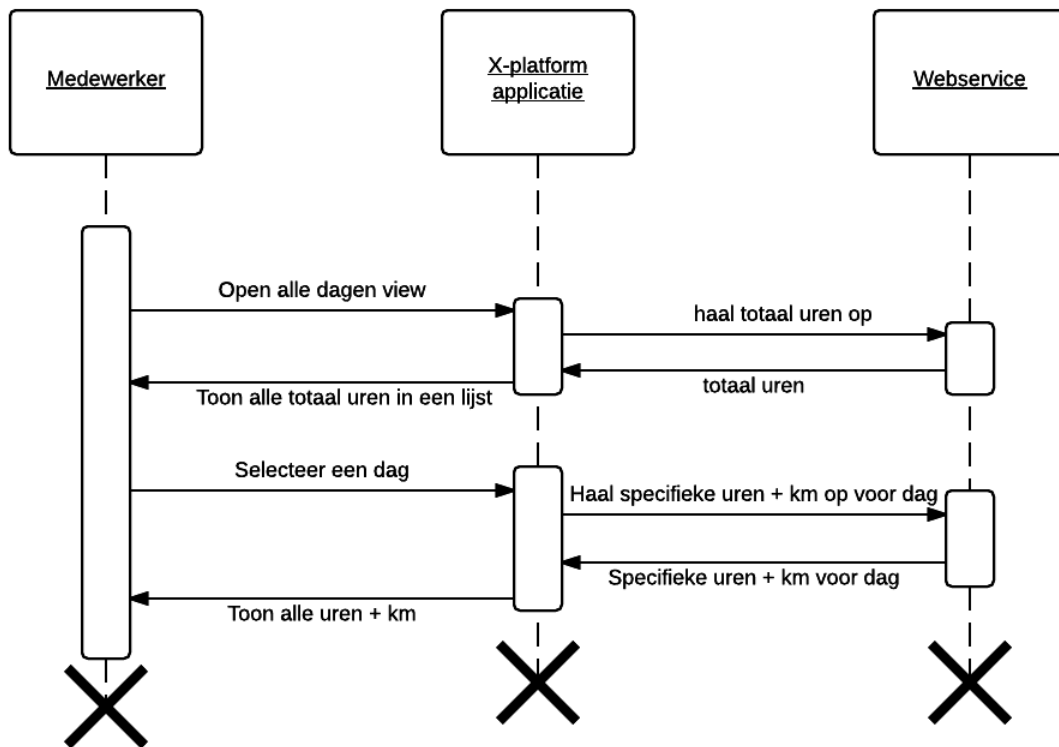 Medewerker
X-platform
applicatie
Webservice
Open alle dagen view
haal totaal uren op
totaal uren
Toon alle totaal uren in een lijst
Selecteer een dag
Haal specifieke uren + km op voor dag
Specifieke uren + km voor dag
Toon alle uren + km